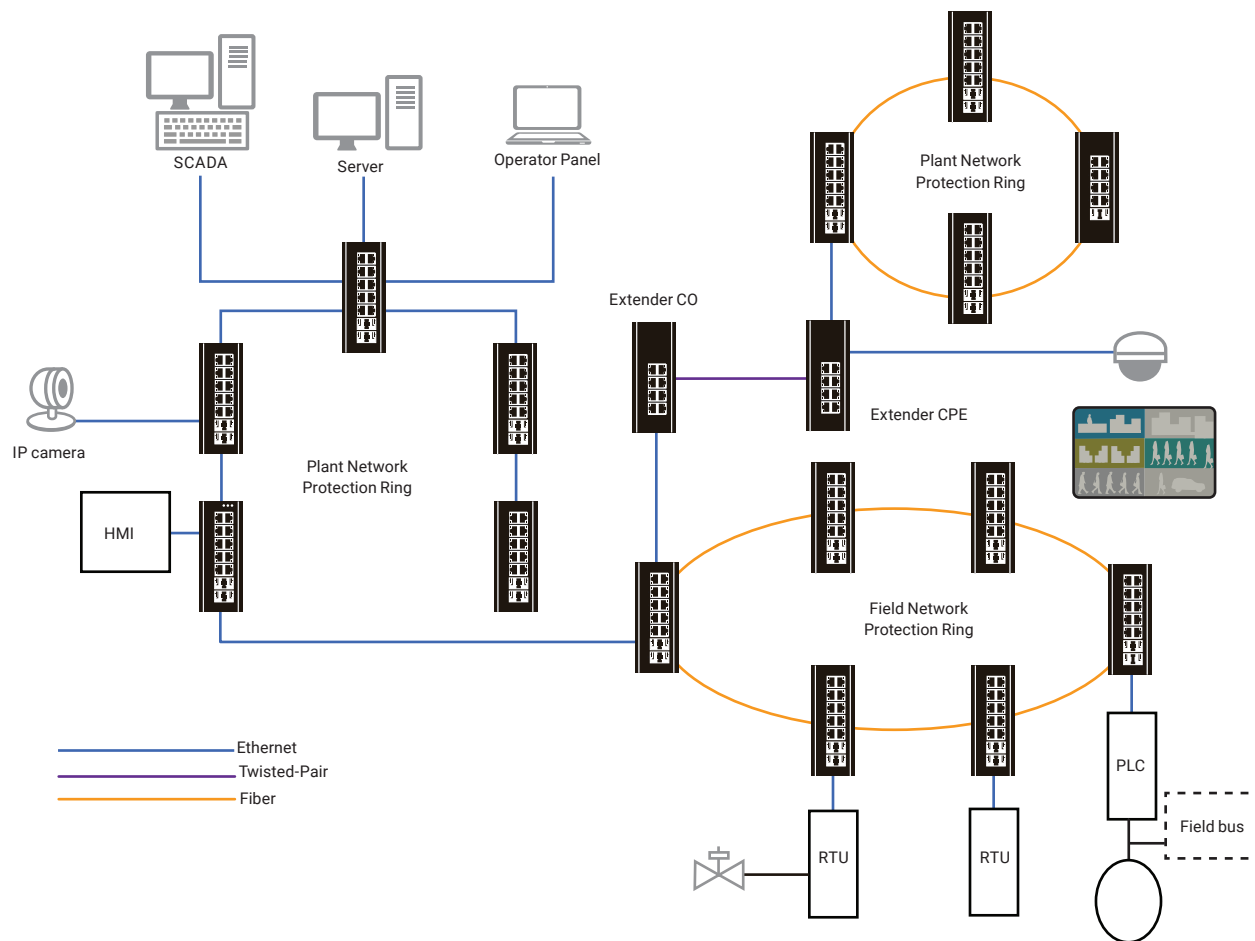 SCADA
Server
Operator Panel
Plant Network
Protection Ring
Extender CO
Extender CPE
IP camera
Plant Network
Protection Ring
HMI
Field Network
Protection Ring
Ethernet
Twisted-Pair
Fiber
PLC
Field bus
RTU
RTU